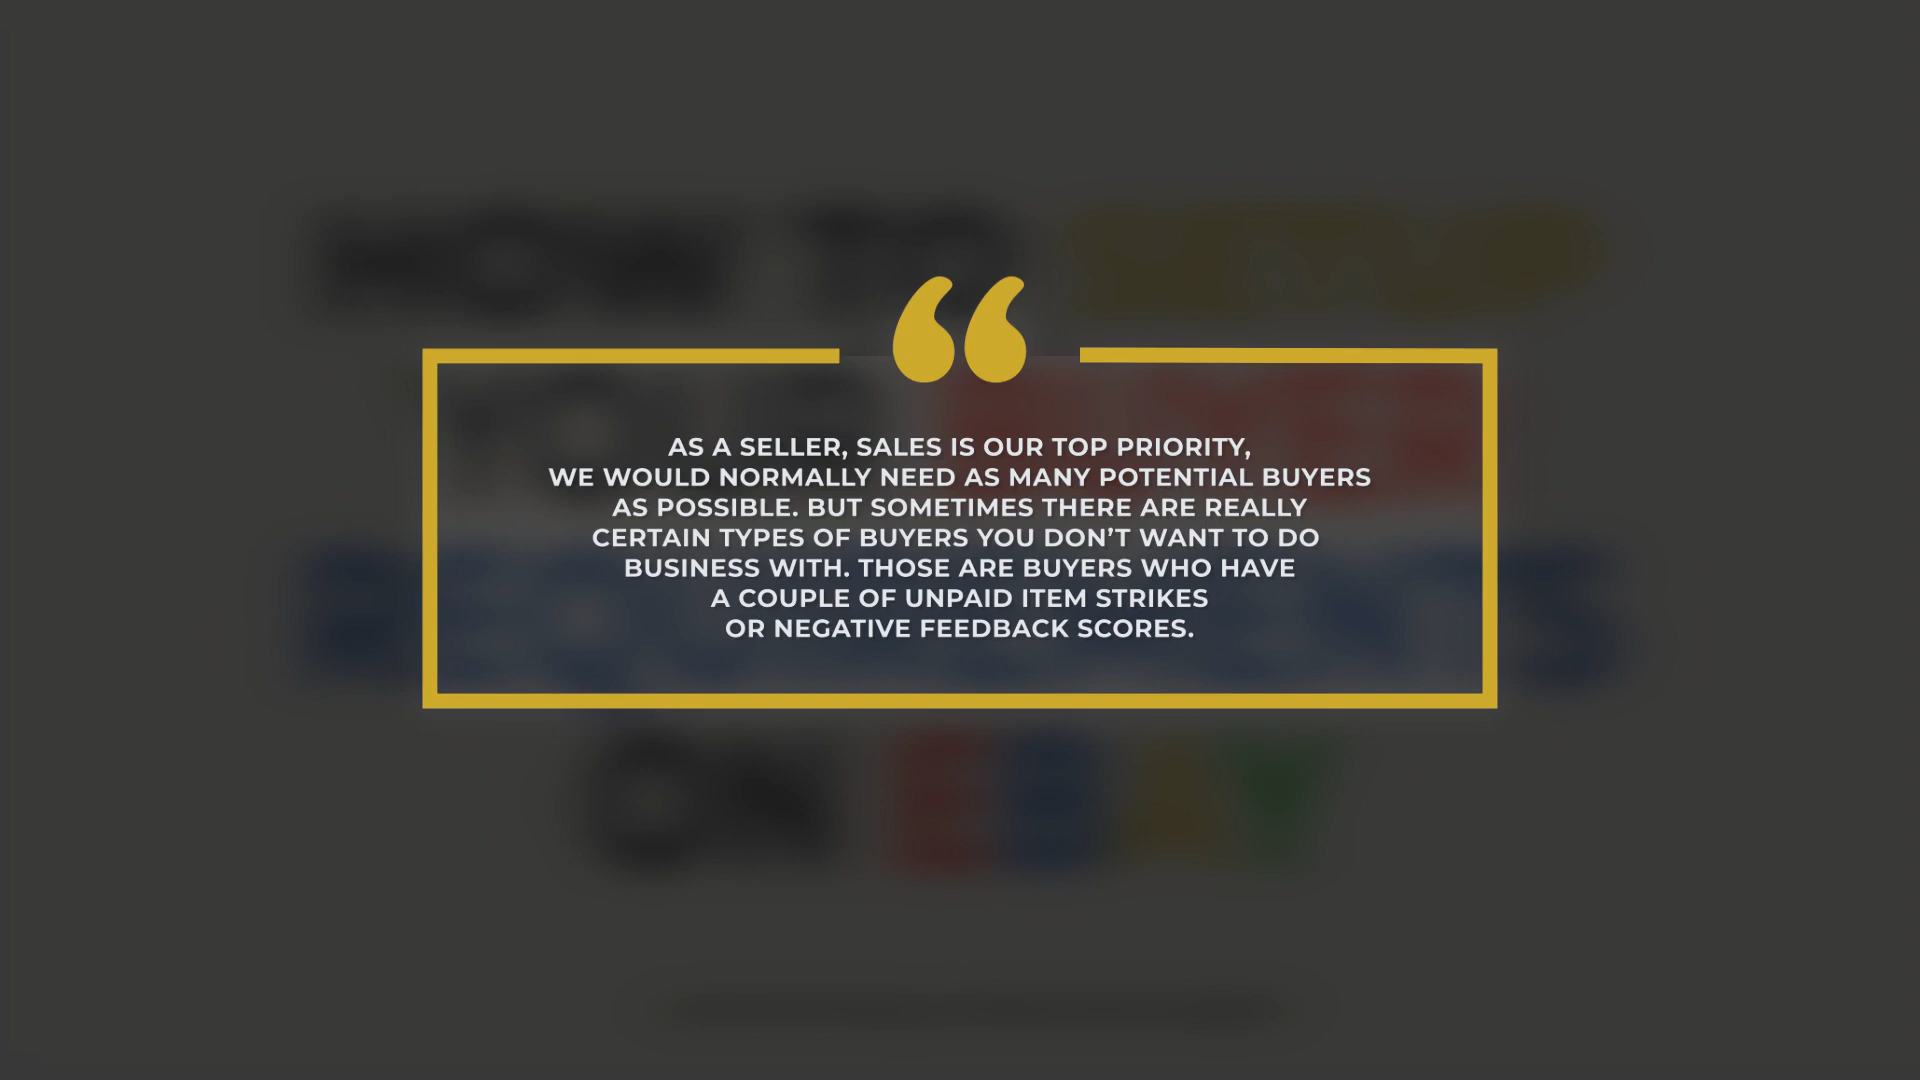 AS A SELLER, SALES IS OUR TOP PRIORITY,
WE WOULD NORMALLY NEED AS MANY POTENTIAL BUYERS
AS POSSIBLE. BUT SOMETIMES THERE ARE REALLY
CERTAIN TYPES OF BUYERS YOU DON’T WANT TO DO
BUSINESS WITH. THOSE ARE BUYERS WHO HAVE
A COUPLE OF UNPAID ITEM STRIKES
OR NEGATIVE FEEDBACK SCORES.